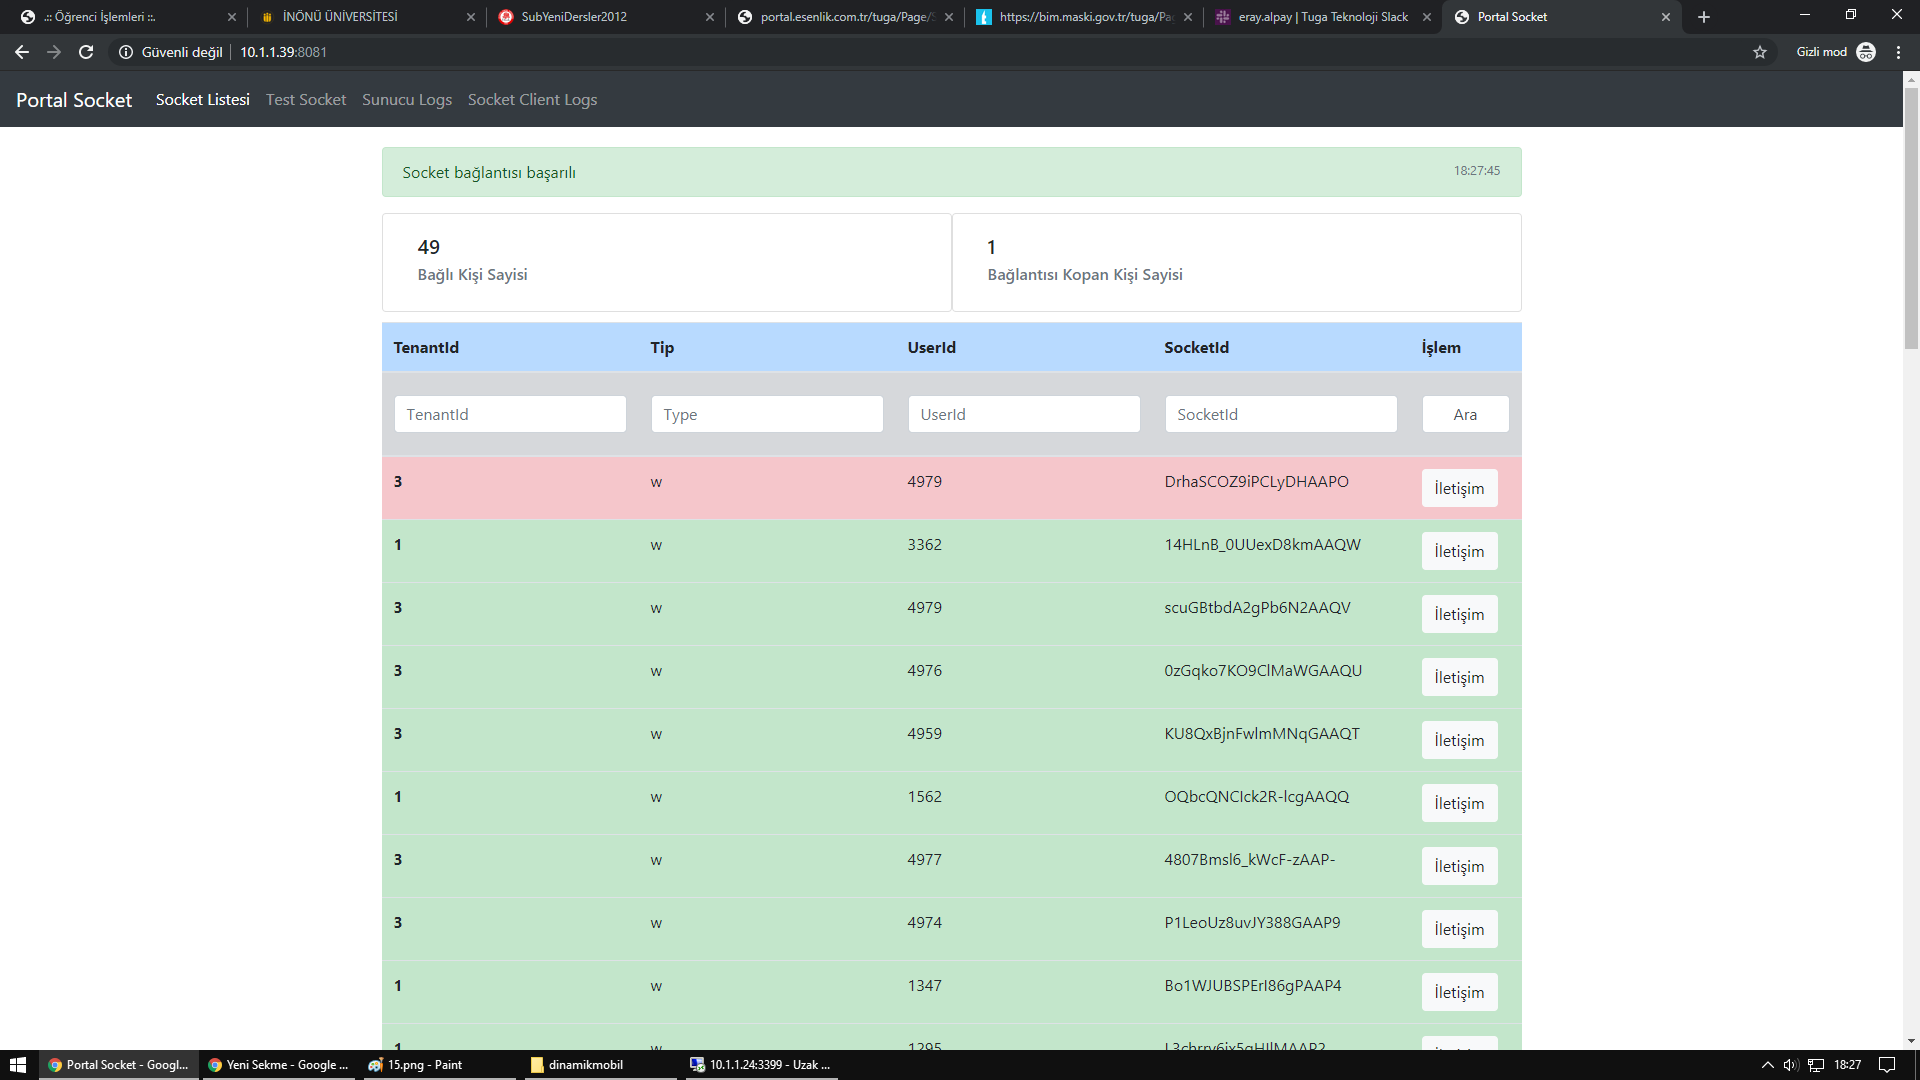 .:: Öğrenci İşlemleri ::.
İNÖNÜ ÜNİVERSİTESİ
SubYeniDersler2012
portal.esenlik.com.tr/tuga/Page/
https://bim.maski.gov.tr/tuga/Pa
eray.alpay | Tuga Teknoloji Slack
Portal Socket
Güvenli değil
10.1.1.39:8081
Gizli mod
Portal Socket
Socket Listesi
Test Socket
Sunucu Logs
Socket Client Logs
Socket bağlantısı başarılı
18:27:45
49
Bağlı Kişi Sayisi
1
Bağlantısı Kopan Kişi Sayisi
TenantId Tip UserId SocketId İşlem
TenantId Type UserId SocketId Ara
3 w 4979 DrhaSCOZ9iPCLyDHAAPO İletişim
1 w 3362 14HLnB_0UUexD8kmAAQW İletişim
3 w 4979 scuGBtbdA2gPb6N2AAQV İletişim
3 w 4976 0zGqko7KO9ClMaWGAAQU İletişim
3 w 4959 KU8QxBjnFwlmMNqGAAQT İletişim
1 w 1562 OQbcQNCIck2R-lcgAAQQ İletişim
3 w 4977 4807Bmsl6_kWcF-zAAP- İletişim
3 w 4974 P1LeoUz8uvJY388GAAP9 İletişim
1 w 1347 Bo1WJUBSPErI86gPAAP4 İletişim
1 w 1295
Portal Socket - Googl...
Yeni Sekme - Google ...
15.png - Paint
dinamikmobil
10.1.1.24:3399 - Uzak ...
18:27